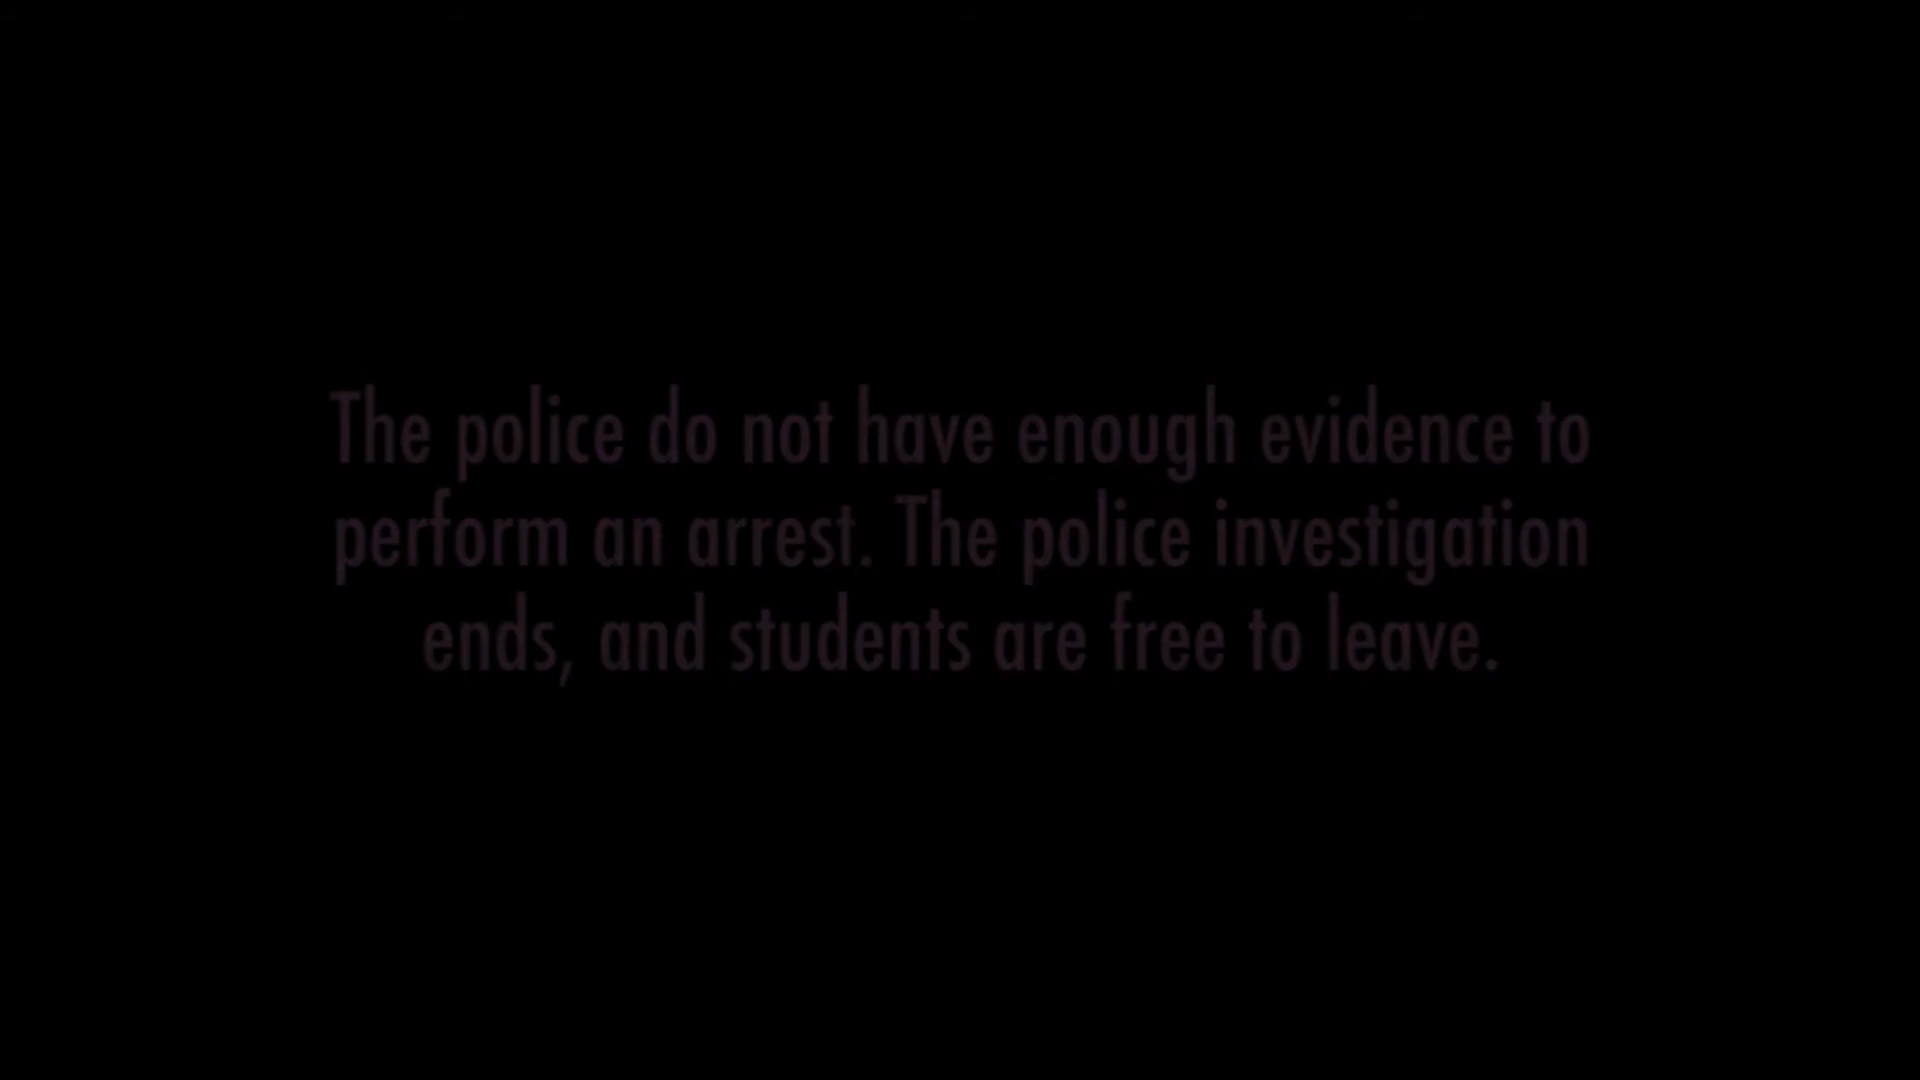 The police do not have enough evidence to
perform an arrest. The police investigation
ends, and students are free to leave.